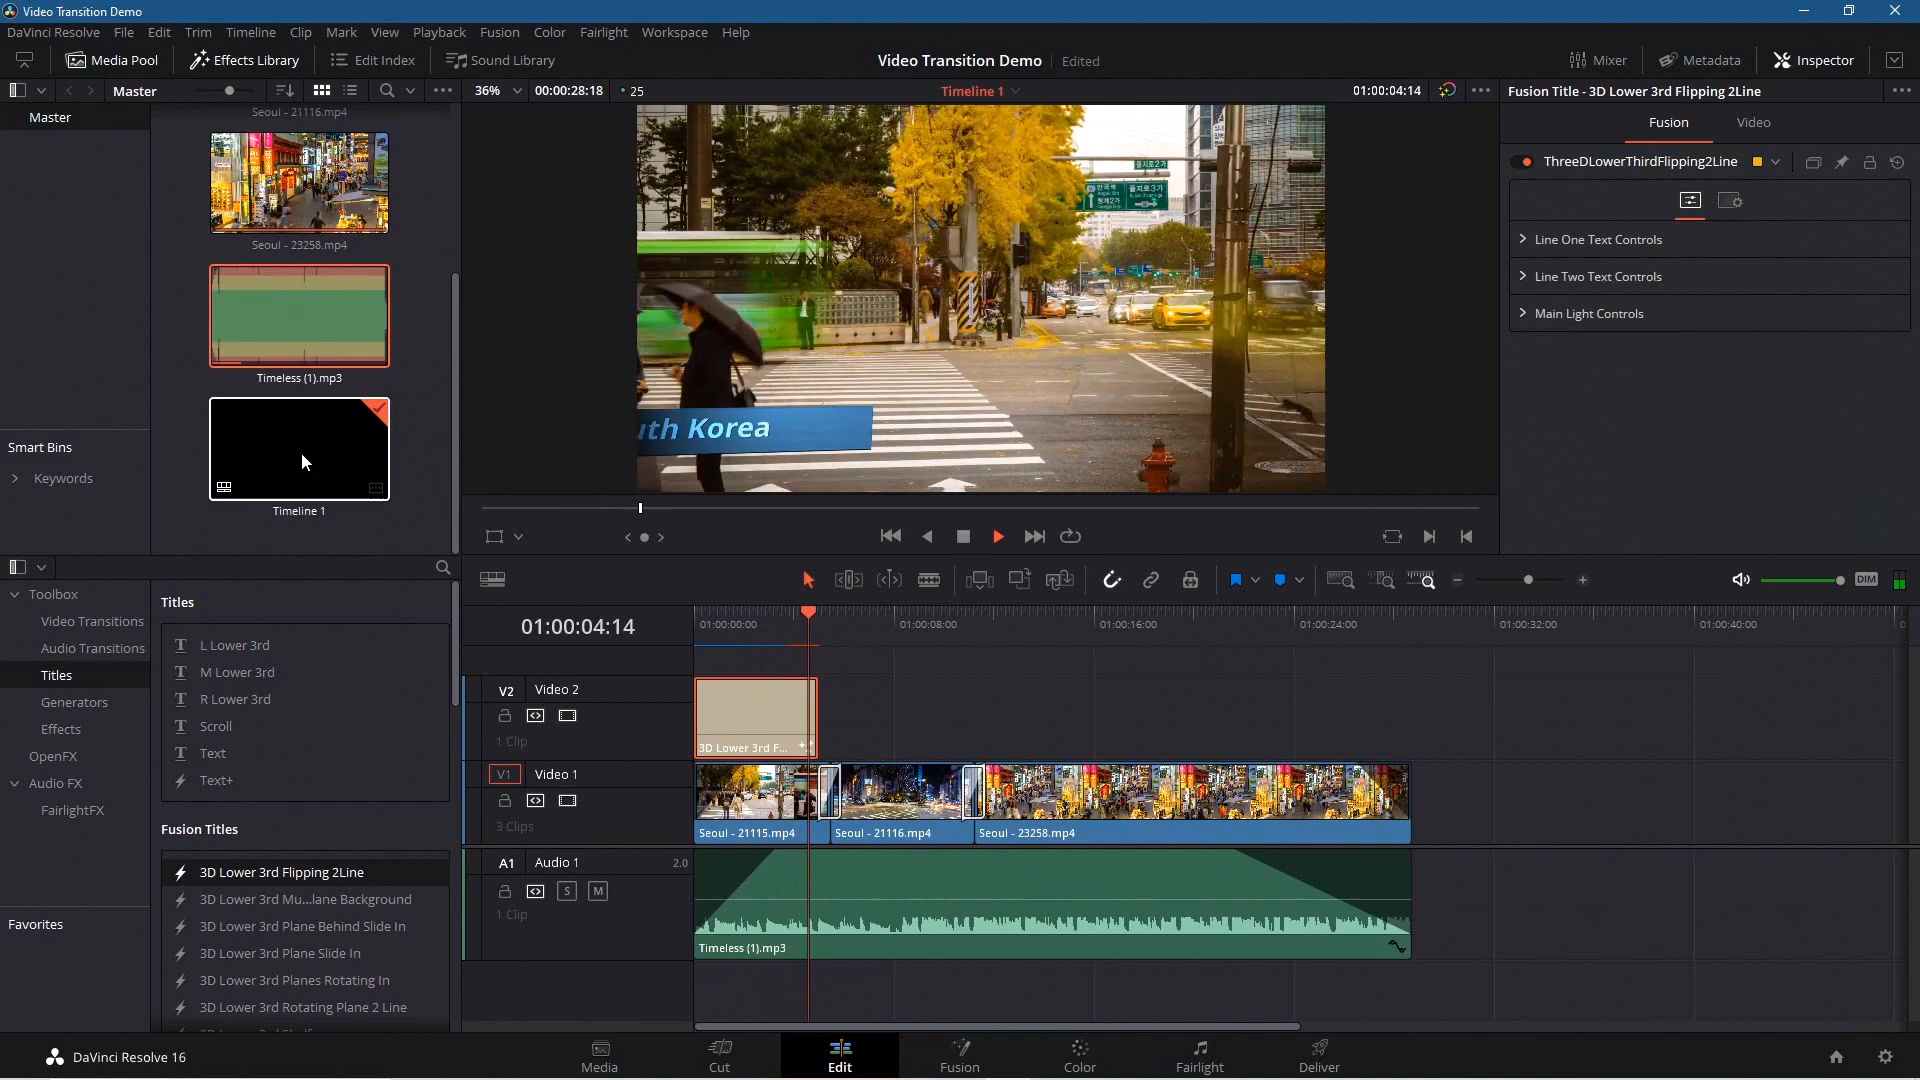 Video Transition Demo
DaVinci Resolve File Edit Trim Timeline Clip Mark View Playback Fusion Color Fairlight Workspace Help
Media Pool Effects Library Edit Index Sound Library Video Transition Demo Edited Mixer Metadata Inspector
Master 36% 00:00:28:18 25 Timeline 1 01:00:04:14 Fusion Title - 3D Lower 3rd Flipping 2Line
Master
Seoul - 21116.mp4
Seoul - 23258.mp4
Timeless (1).mp3
Timeline 1
Smart Bins
Keywords
을지로2가
을지로3가
uth Korea
Fusion Video
ThreeDLowerThirdFlipping2Line
Line One Text Controls
Line Two Text Controls
Main Light Controls
DIM
Toolbox
Video Transitions
Audio Transitions
Titles
Generators
Effects
OpenFX
Audio FX
FairlightFX
Favorites
Titles
L Lower 3rd
M Lower 3rd
R Lower 3rd
Scroll
Text
Text+
Fusion Titles
3D Lower 3rd Flipping 2Line
3D Lower 3rd Mu...lane Background
3D Lower 3rd Plane Behind Slide In
3D Lower 3rd Plane Slide In
3D Lower 3rd Planes Rotating In
3D Lower 3rd Rotating Plane 2 Line
01:00:04:14
01:00:00:00 01:00:08:00 01:00:16:00 01:00:24:00 01:00:32:00 01:00:40:00
V2 Video 2
1 Clip
3D Lower 3rd F...
V1 Video 1
3 Clips
Seoul - 21115.mp4 Seoul - 21116.mp4 Seoul - 23258.mp4
A1 Audio 1 2.0
S M
1 Clip
Timeless (1).mp3
DaVinci Resolve 16 Media Cut Edit Fusion Color Fairlight Deliver